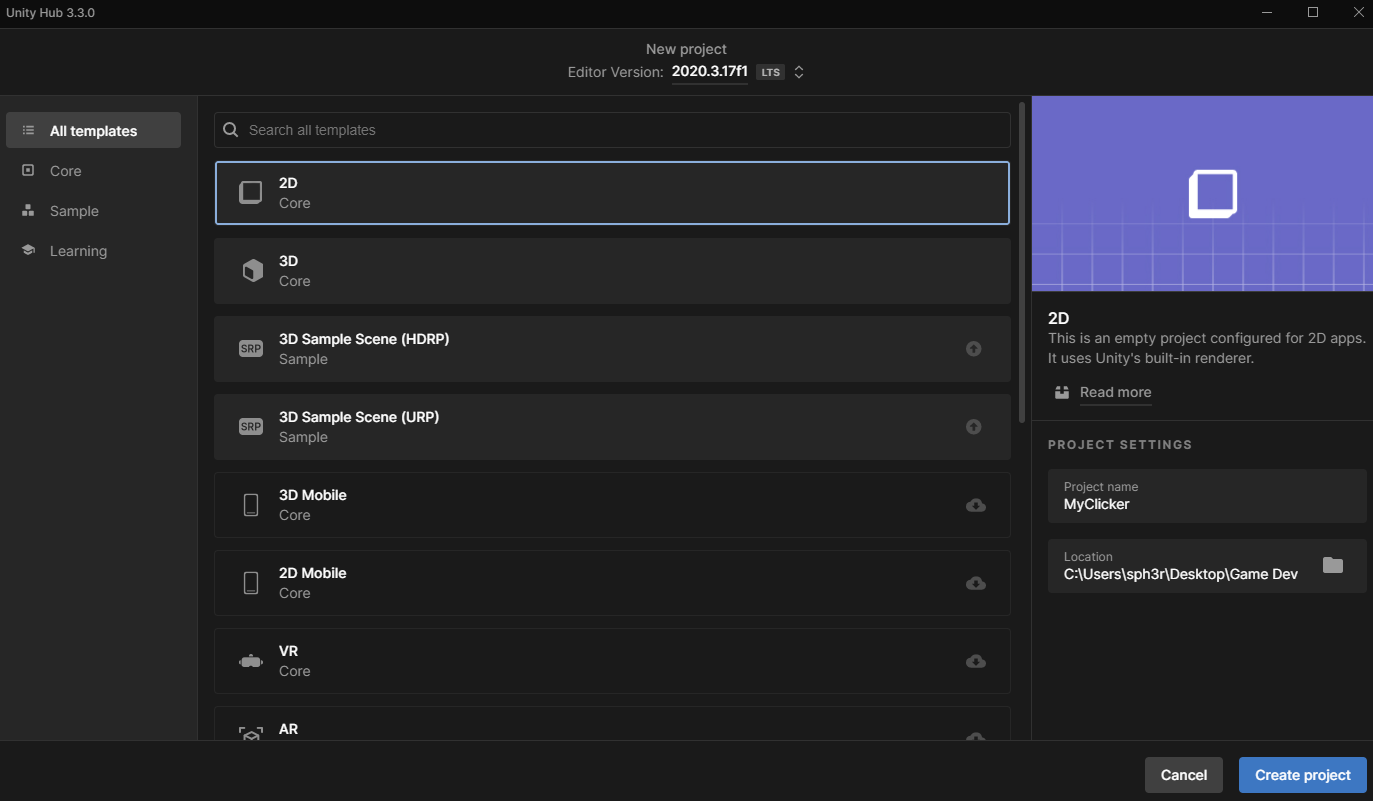 Unity Hub 3.3.0
New project
Editor Version: 2020.3.17f1 LTS
All templates
Core
Sample
Learning
Search all templates
2D
Core
3D
Core
SRP
3D Sample Scene (HDRP)
Sample
SRP
3D Sample Scene (URP)
Sample
3D Mobile
Core
2D Mobile
Core
VR
Core
AR
2D
This is an empty project configured for 2D apps.
It uses Unity's built-in renderer.
Read more
PROJECT SETTINGS
Project name
MyClicker
Location
C:\Users\sph3r\Desktop\Game Dev
Cancel
Create project